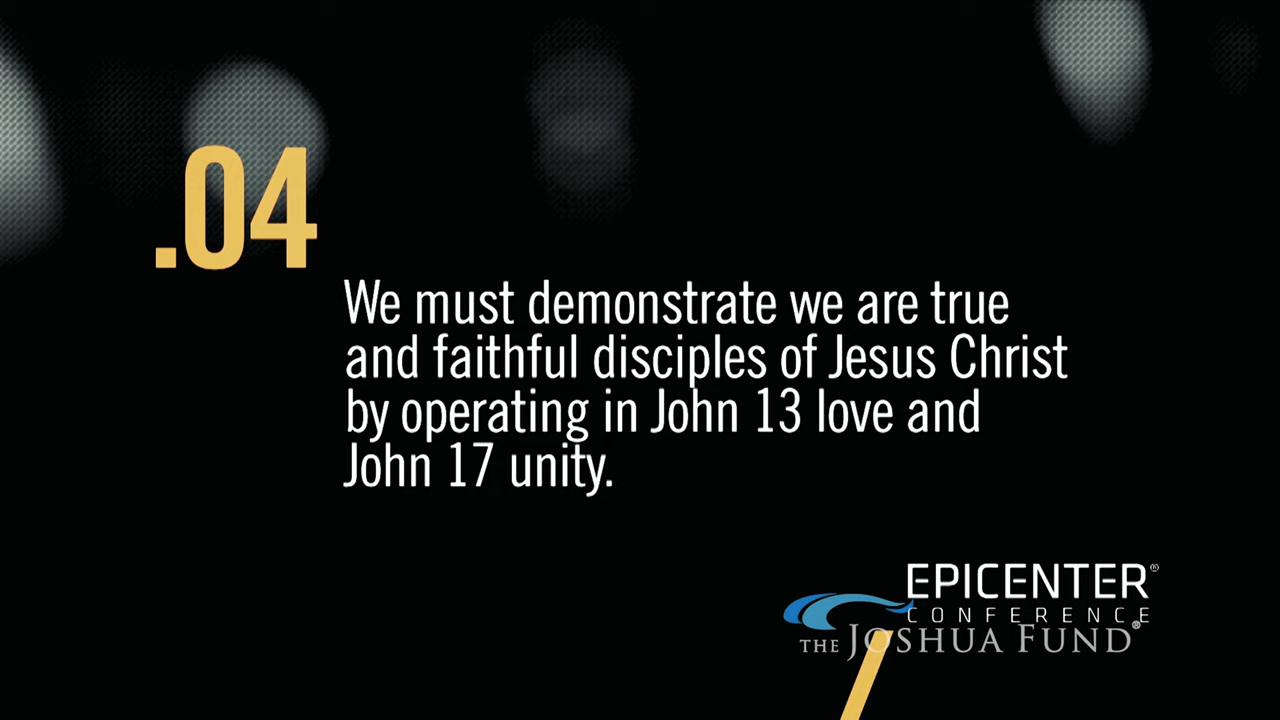 .04
We must demonstrate we are true
and faithful disciples of Jesus Christ
by operating in John 13 love and
John 17 unity.
EPICENTER®
CONFERENCE
THE JOSHUA FUND®